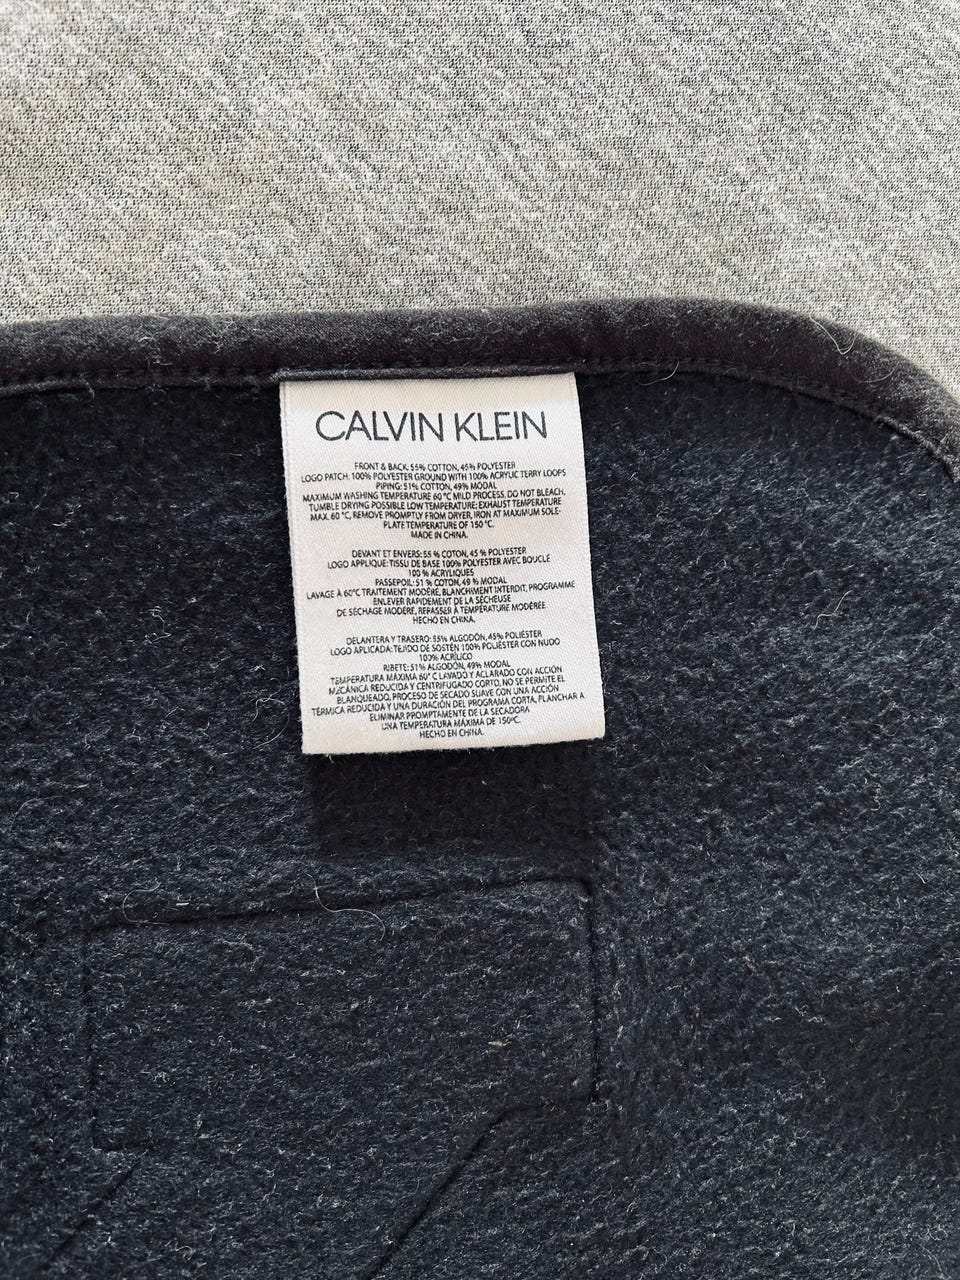 CALVIN KLEIN
FRONT & BACK: 55% COTTON, 45% POLYESTER
LOGO PATCH: 100% POLYESTER GROUND WITH 100% ACRYLIC TERRY LOOPS
PIPING: 51% COTTON, 49% MODAL
MAXIMUM WASHING TEMPERATURE 60 °C MILD PROCESS, DO NOT BLEACH.
TUMBLE DRYING POSSIBLE LOW TEMPERATURE; EXHAUST TEMPERATURE
MAX. 60 °C, REMOVE PROMPTLY FROM DRYER, IRON AT MAXIMUM SOLE-
PLATE TEMPERATURE OF 150 °C.
MADE IN CHINA.
DEVANT ET ENVERS: 55 % COTON, 45 % POLYESTER
LOGO APPLIQUE: TISSU DE BASE 100% POLYESTER AVEC BOUCLÉ
100 % ACRYLIQUES
PASSEPOIL: 51 % COTON, 49 % MODAL
LAVAGE À 60°C TRAITEMENT MODÉRÉ, BLANCHIMENT INTERDIT, PROGRAMME
ENLEVER RAPIDEMENT DE LA SÉCHEUSE
DE SÉCHAGE MODÉRÉ, REPASSER À TEMPÉRATURE MODÉRÉE.
HECHO EN CHINA.
DELANTERA Y TRASERO: 55% ALGODÓN, 45% POLIÉSTER
LOGO APLICADA: TEJIDO DE SOSTÉN 100% POLIÉSTER CON NUDO
100% ACRÍLICO
RIBETE: 51% ALGODÓN, 49% MODAL
TEMPERATURA MÁXIMA 60° C LAVADO Y ACLARADO CON ACCIÓN
MECÁNICA REDUCIDA Y CENTRIFUGADO CORTO, NO SE PERMITE EL
BLANQUEADO, PROCESO DE SECADO SUAVE CON UNA ACCIÓN
TÉRMICA REDUCIDA Y UNA DURACIÓN DEL PROGRAMA CORTA, PLANCHAR A
ELIMINAR PROMPTAMENTE DE LA SECADORA
UNA TEMPERATURA MÁXIMA DE 150°C.
HECHO EN CHINA.